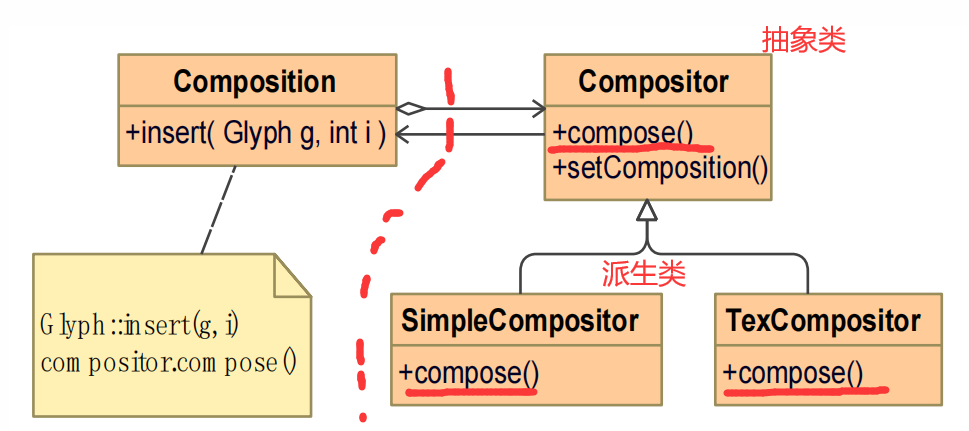 抽象类
Composition
+insert( Glyph g, int i )
Compositor
+compose()
+setComposition()
派生类
Glyph::insert(g, i)
compositor.compose()
SimpleCompositor
+compose()
TexCompositor
+compose()